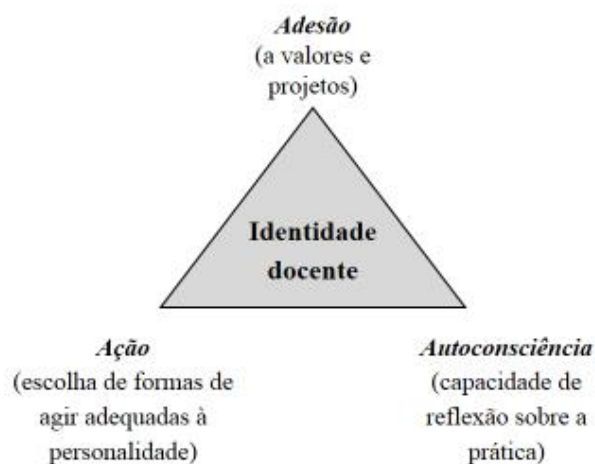 Adesão
(a valores e
projetos)
Identidade
docente
Ação
(escolha de formas de
agir adequadas à
personalidade)
Autoconsciência
(capacidade de
reflexão sobre a
prática)